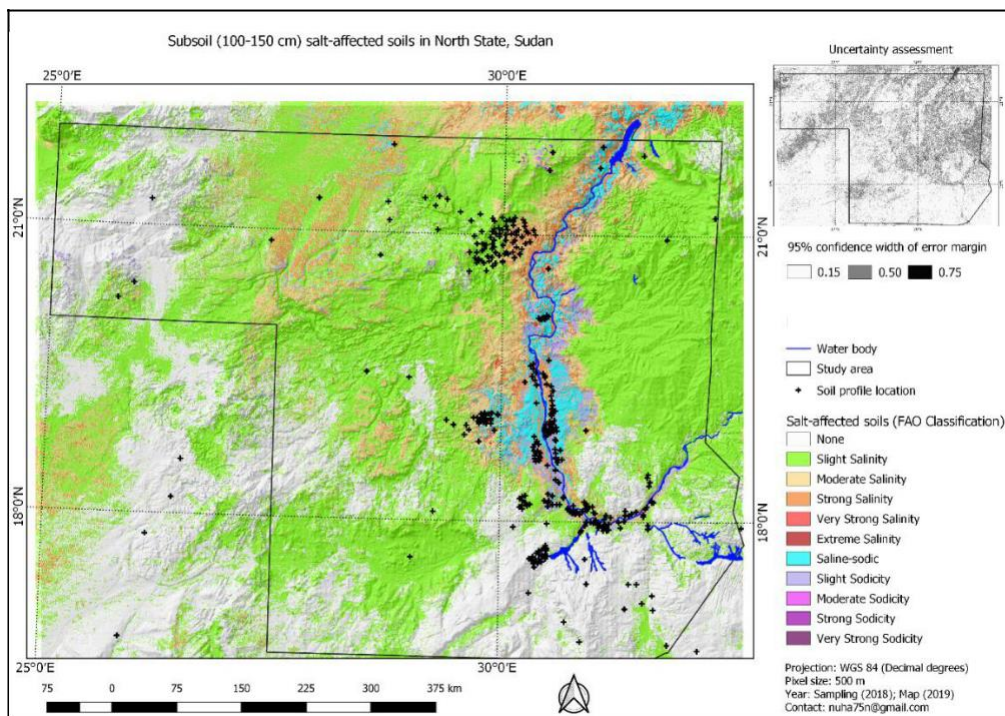 Subsoil (100-150 cm) salt-affected soils in North State, Sudan
25°0′E
30°0′E
21°0′N
21°0′N
18°0′N
18°0′N
25°0′E
30°0′E
75 0 75 150 225 300 375 km
Uncertainty assessment
95% confidence width of error margin
0.15 0.50 0.75
Water body
Study area
Soil profile location
Salt-affected soils (FAO Classification)
None
Slight Salinity
Moderate Salinity
Strong Salinity
Very Strong Salinity
Extreme Salinity
Saline-sodic
Slight Sodicity
Moderate Sodicity
Strong Sodicity
Very Strong Sodicity
Projection: WGS 84 (Decimal degrees)
Pixel size: 500 m
Year: Sampling (2018); Map (2019)
Contact: nuha75n@gmail.com